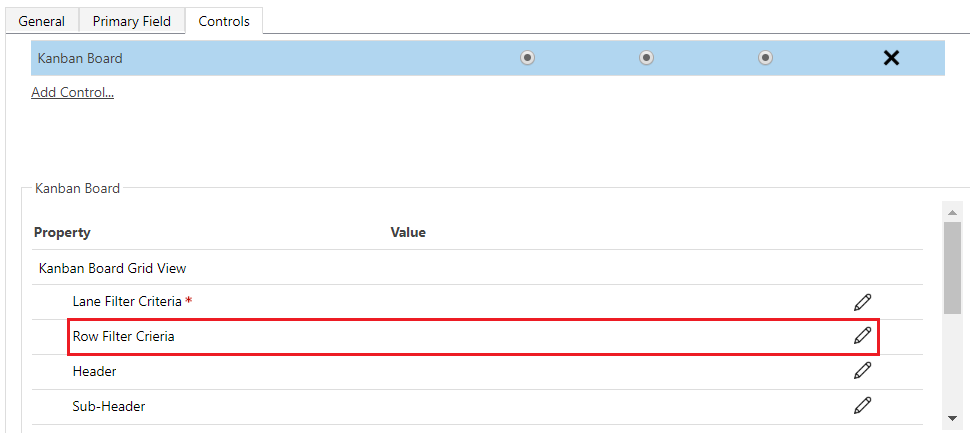 General Primary Field Controls
Kanban Board
Add Control...
Kanban Board
Property Value
Kanban Board Grid View
Lane Filter Criteria *
Row Filter Crieria
Header
Sub-Header